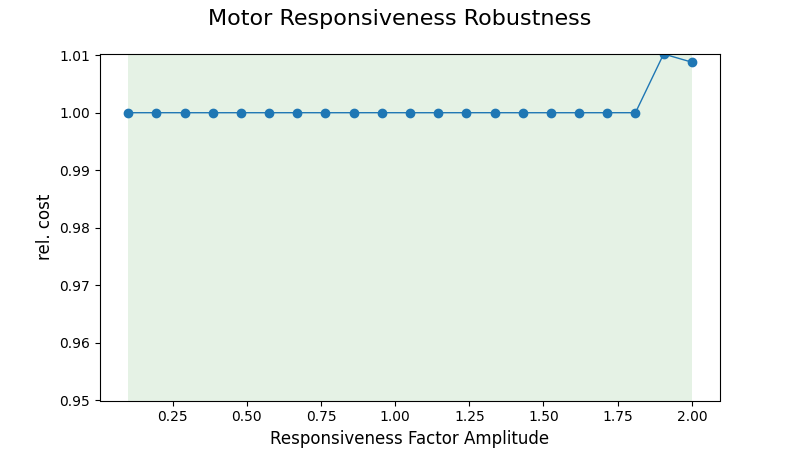 Motor Responsiveness Robustness
1.01
1.00
0.99
0.98
0.97
0.96
0.95
rel. cost
0.25 0.50 0.75 1.00 1.25 1.50 1.75 2.00
Responsiveness Factor Amplitude